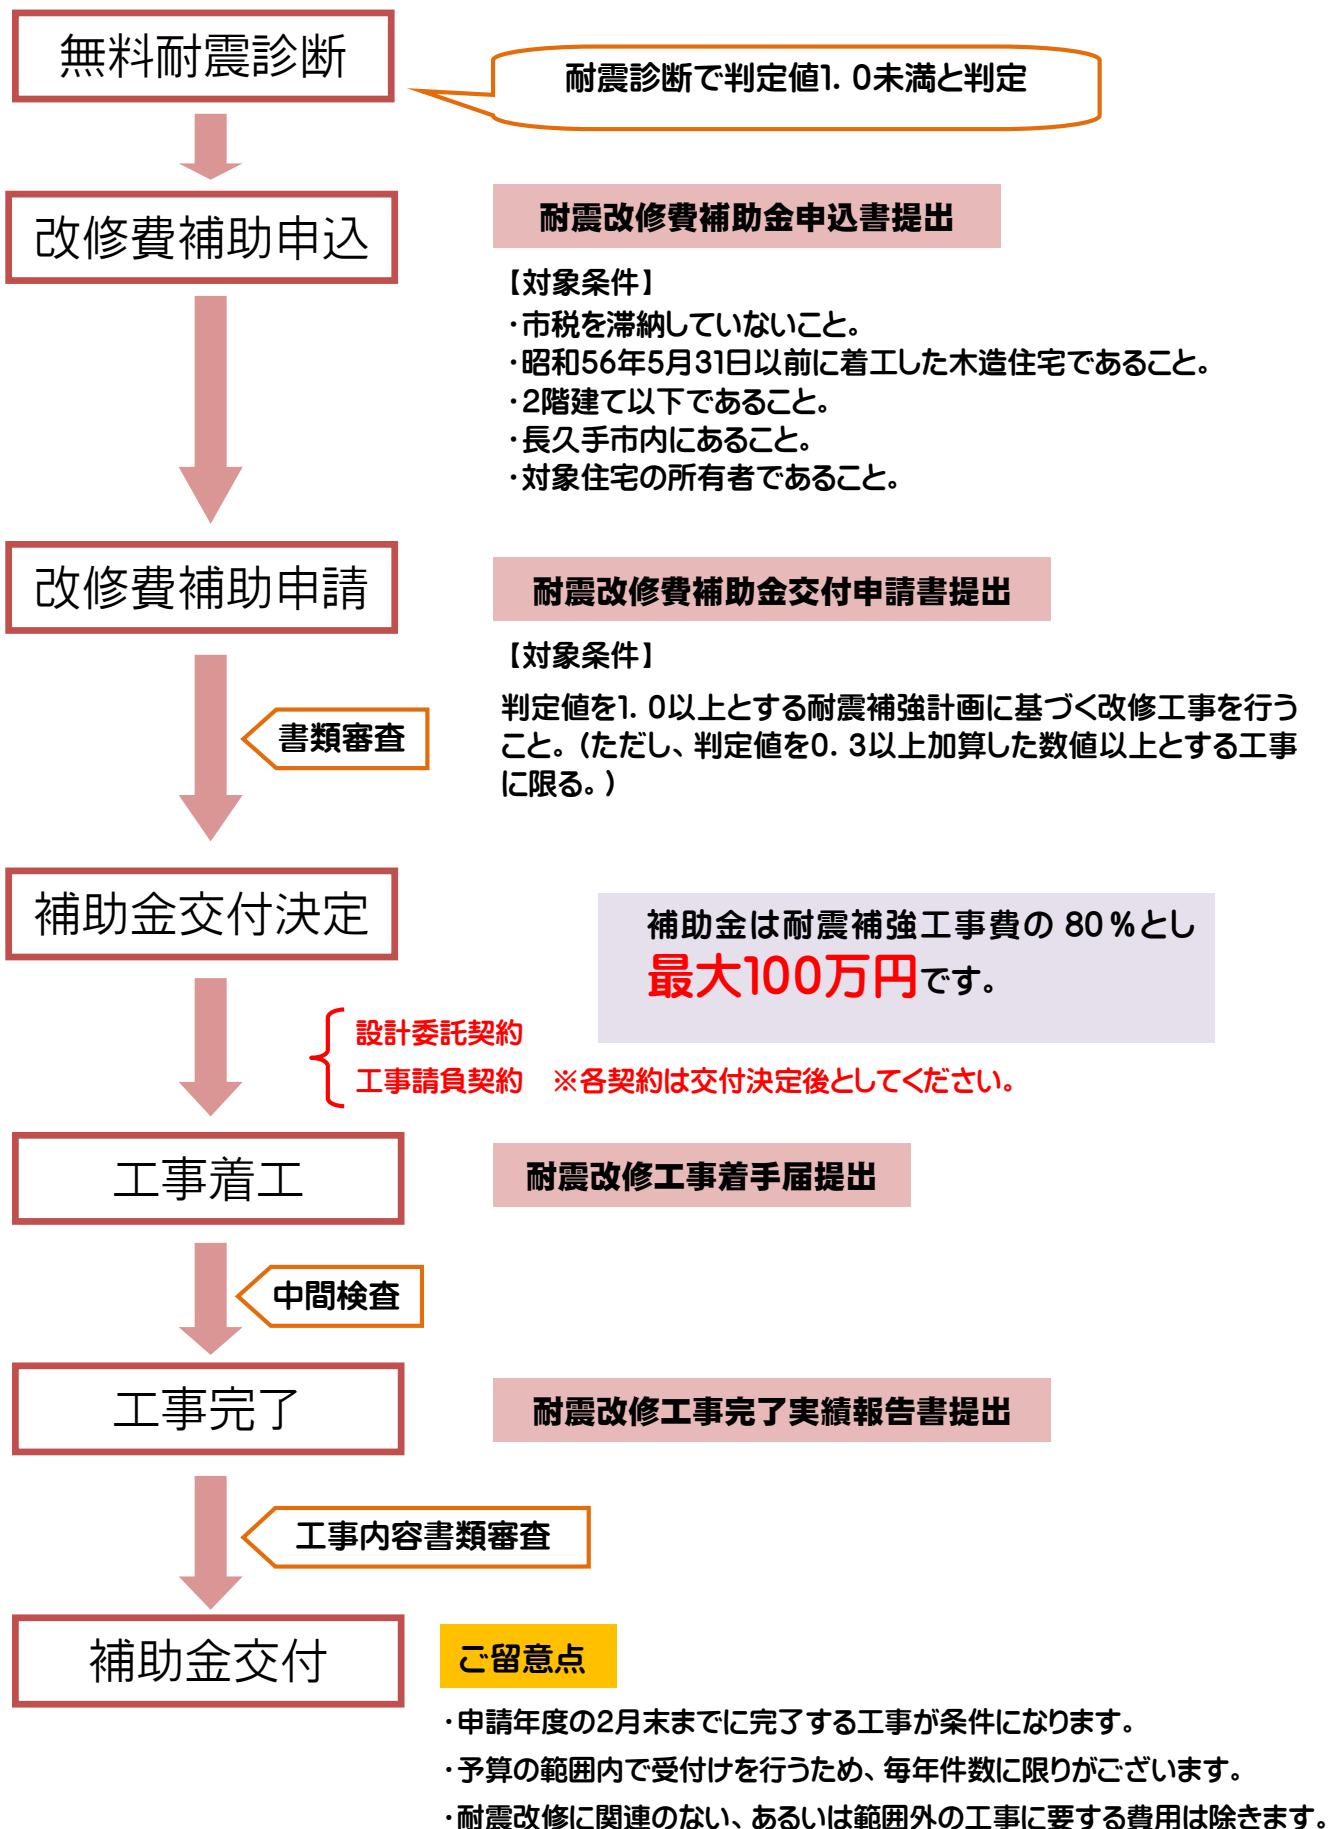 無料耐震診断
耐震診断で判定値1.0未満と判定
改修費補助申込
耐震改修費補助金申込書提出
【対象条件】
・市税を滞納していないこと。
・昭和56年5月31日以前に着工した木造住宅であること。
・2階建て以下であること。
・長久手市内にあること。
・対象住宅の所有者であること。
改修費補助申請
耐震改修費補助金交付申請書提出
【対象条件】
判定値を1.0以上とする耐震補強計画に基づく改修工事を行う
こと。(ただし、判定値を0.3以上加算した数値以上とする工事
に限る。)
書類審査
補助金交付決定
補助金は耐震補強工事費の80%とし
最大100万円です。
設計委託契約
工事請負契約　※各契約は交付決定後としてください。
工事着工
耐震改修工事着手届提出
中間検査
工事完了
耐震改修工事完了実績報告書提出
工事内容書類審査
補助金交付
ご留意点
・申請年度の2月末までに完了する工事が条件になります。
・予算の範囲内で受付けを行うため、毎年件数に限りがございます。
・耐震改修に関連のない、あるいは範囲外の工事に要する費用は除きます。